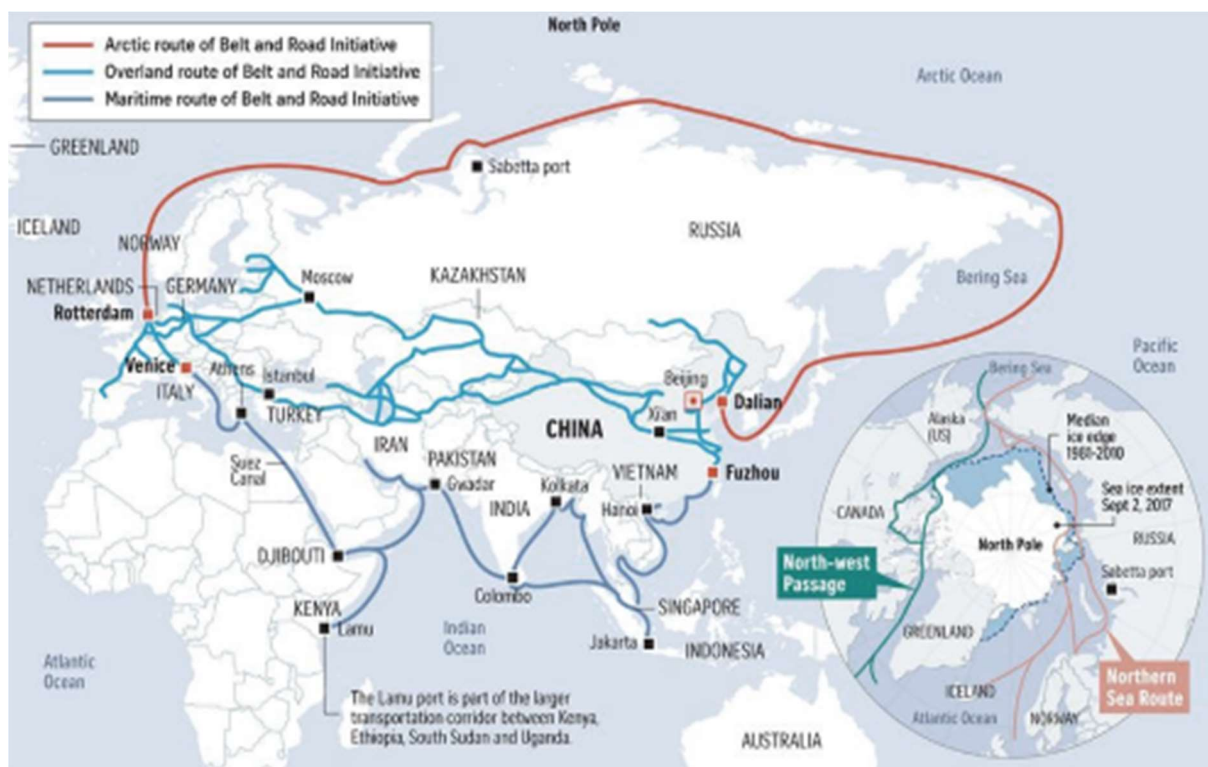 North Pole
Arctic route of Belt and Road Initiative
Overland route of Belt and Road Initiative
Maritime route of Belt and Road Initiative
Arctic Ocean
GREENLAND
Sabetta port
ICELAND
NORWAY
RUSSIA
NETHERLANDS
GERMANY
Moscow
KAZAKHSTAN
Bering Sea
Rotterdam
Pacific
Ocean
Venice
Athens
Istanbul
Beijing
ITALY
TURKEY
Xi'an
Dalian
CHINA
IRAN
PAKISTAN
Suez
Canal
Gwadar
Kolkata
VIETNAM
Fuzhou
INDIA
Hanoi
DJIBOUTI
Colombo
KENYA
Lamu
SINGAPORE
Indian
Ocean
Jakarta
INDONESIA
Atlantic
Ocean
The Lamu port is part of the larger
transportation corridor between Kenya,
Ethiopia, South Sudan and Uganda.
AUSTRALIA
Bering Sea
Alaska
(US)
Median
ice edge
1981-2010
Sea ice extent
Sept 2, 2017
CANADA
North Pole
RUSSIA
North-west
Passage
Sabetta port
GREENLAND
ICELAND
Northern
Sea Route
Atlantic Ocean
NORWAY